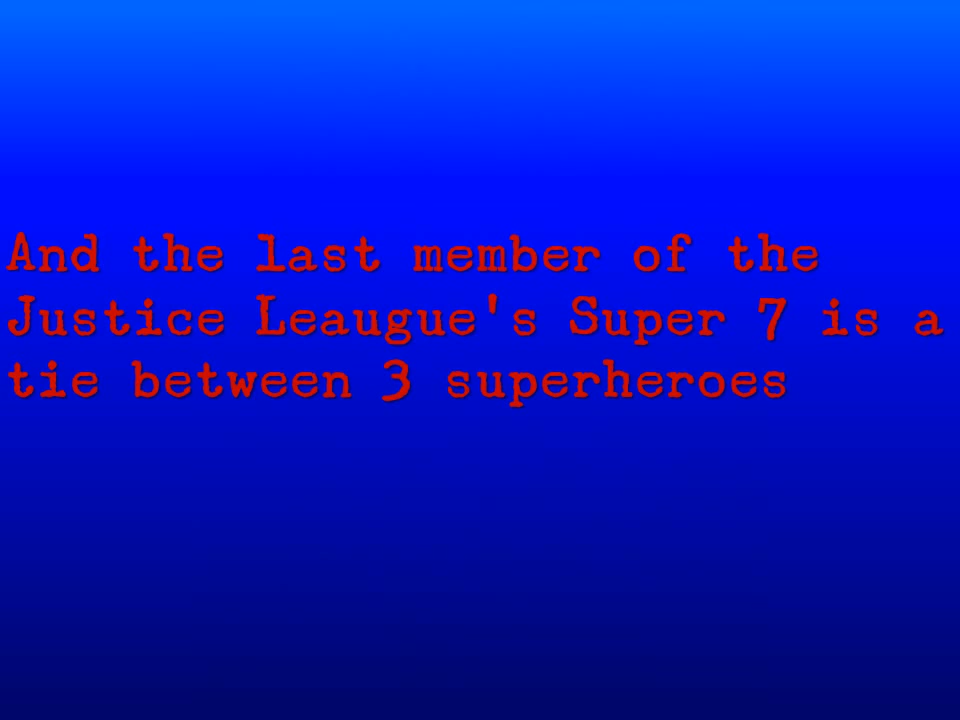 And the last member of the
Justice Leaugue's Super 7 is a
tie between 3 superheroes